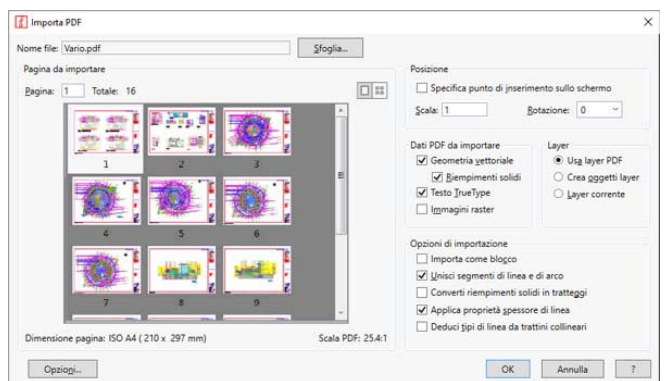 Importa PDF
Nome file: Vario.pdf Sfoglia...
Pagina da importare
Pagina: 1 Totale: 16
1 2 3
4 5 6
7 8 9
Dimensione pagina: ISO A4 ( 210 x 297 mm) Scala PDF: 25.4:1
Posizione
Specifica punto di inserimento sullo schermo
Scala: 1 Rotazione: 0
Dati PDF da importare
Geometria vettoriale
Riempimenti solidi
Testo TrueType
Immagini raster
Layer
Usa layer PDF
Crea oggetti layer
Layer corrente
Opzioni di importazione
Importa come blocco
Unisci segmenti di linea e di arco
Converti riempimenti solidi in tratteggi
Applica proprietà spessore di linea
Deduci tipi di linea da trattini collineari
Opzioni... OK Annulla ?